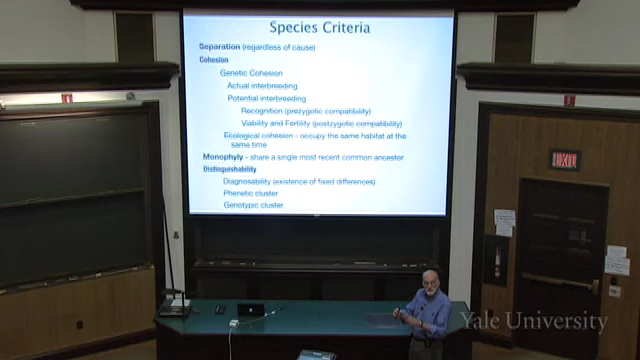 Species Criteria
Separation (regardless of cause)
Cohesion
Genetic Cohesion
Actual interbreeding
Potential interbreeding
Recognition (prezygotic compatibility)
Viability and Fertility (postzygotic compatibility)
Ecological cohesion - occupy the same habitat at the
same time
Monophyly - share a single most recent common ancestor
Distinguishability
Diagnosability (existence of fixed differences)
Phenetic cluster
Genotypic cluster
EXIT
Yale University